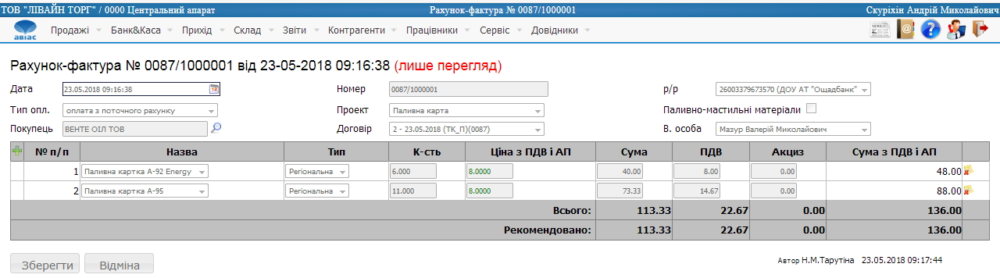 ТОВ "ЛІВАЙН ТОРГ" / 0000 Центральний апарат Рахунок-фактура № 0087/1000001 Скуріхін Андрій Миколайович
авіас Продажі Банк&Каса Прихід Склад Звіти Контрагенти Працівники Сервіс Довідники NEWS
Рахунок-фактура № 0087/1000001 від 23-05-2018 09:16:38 (лише перегляд)
Дата 23.05.2018 09:16:38 12 Номер 0087/1000001 р/р 26003379673570 (ДОУ АТ "Ощадбанк"
Тип опл. оплата з поточного рахунку Проект Паливна карта Паливно-мастильні матеріали
Покупець ВЕНТЕ ОІЛ ТОВ Договір 2 - 23.05.2018 (ТК_П)(0087) В. особа Мазур Валерій Миколайович
№ п/п Назва Тип К-сть Ціна з ПДВ і АП Сума ПДВ Акциз Сума з ПДВ і АП
1 Паливна картка А-92 Energy Регіональна 6.000 8.0000 40.00 8.00 0.00 48.00
2 Паливна картка А-95 Регіональна 11.000 8.0000 73.33 14.67 0.00 88.00
Всього: 113.33 22.67 0.00 136.00
Рекомендовано: 113.33 22.67 0.00 136.00
Зберегти Відміна Автор Н.М.Тарутіна 23.05.2018 09:17:44